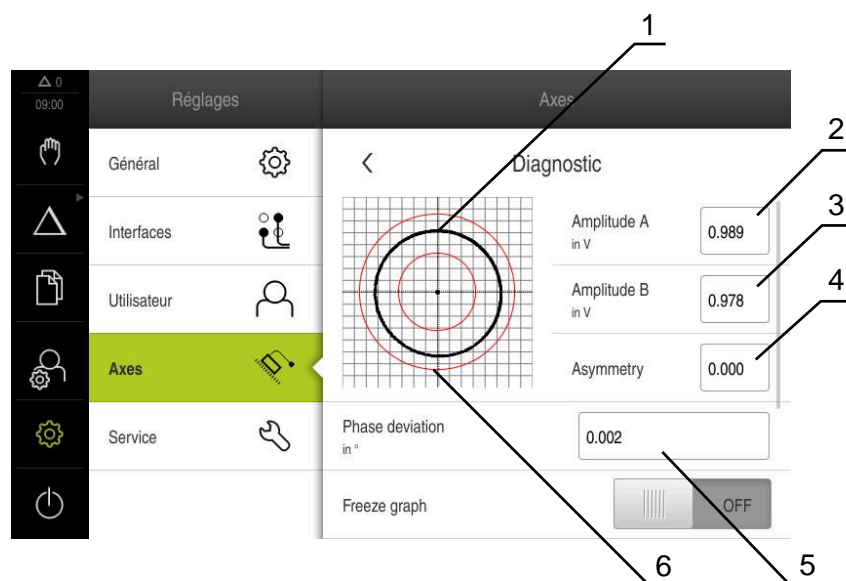 1
0
09:00
Réglages
Axes
2
Général
Diagnostic
3
Amplitude A
in V
0.989
Interfaces
4
Amplitude B
in V
0.978
Utilisateur
Axes
Asymmetry
0.000
Service
Phase deviation
in °
0.002
Freeze graph
OFF
6
5